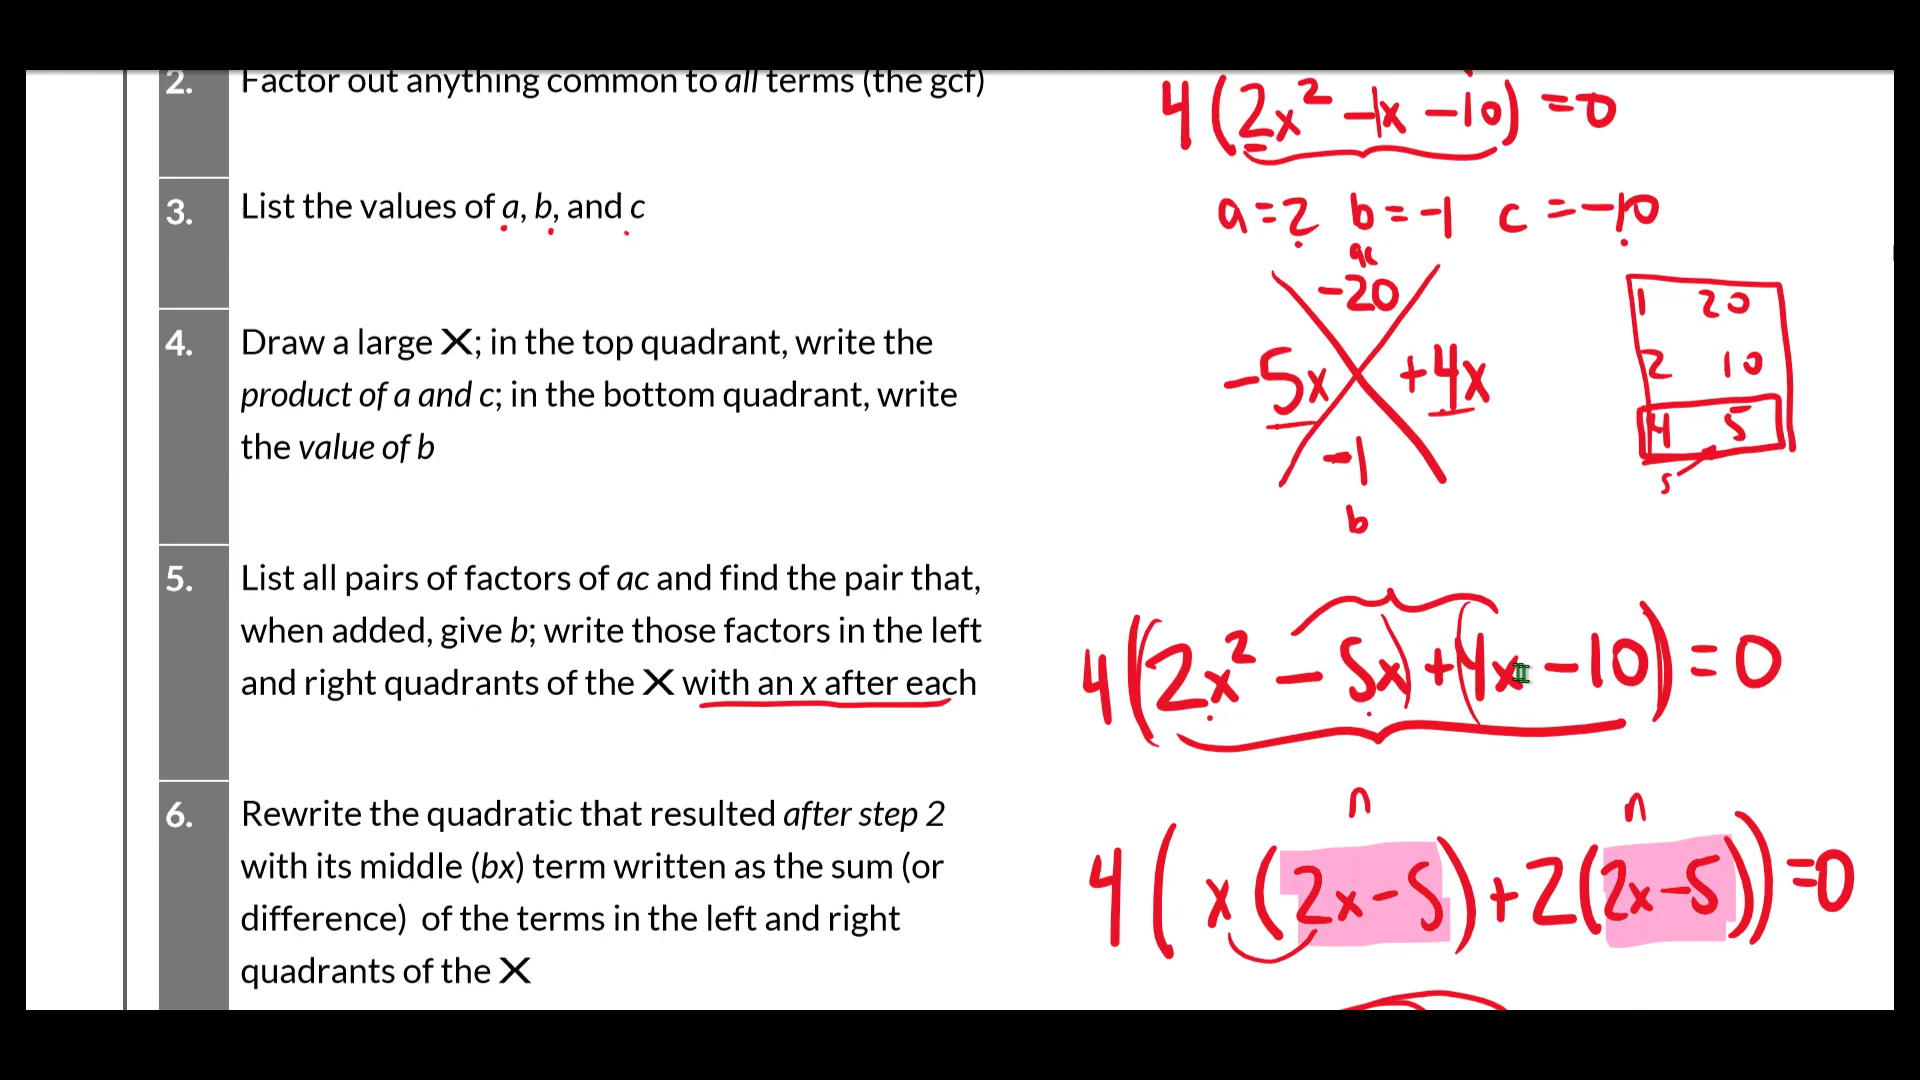 2. Factor out anything common to all terms (the gcf)
4(2x² -1x -10) = 0
3. List the values of a, b, and c
a = 2 b = -1 c = -10
ac
-20
-5x +4x
-1
b
1 20
2 10
4 5
5
4. Draw a large X; in the top quadrant, write the
product of a and c; in the bottom quadrant, write
the value of b
5. List all pairs of factors of ac and find the pair that,
when added, give b; write those factors in the left
and right quadrants of the X with an x after each
4((2x² - 5x) + (4x - 10)) = 0
6. Rewrite the quadratic that resulted after step 2
with its middle (bx) term written as the sum (or
difference) of the terms in the left and right
quadrants of the X
n n
4(x(2x-5)+2(2x-5))=0